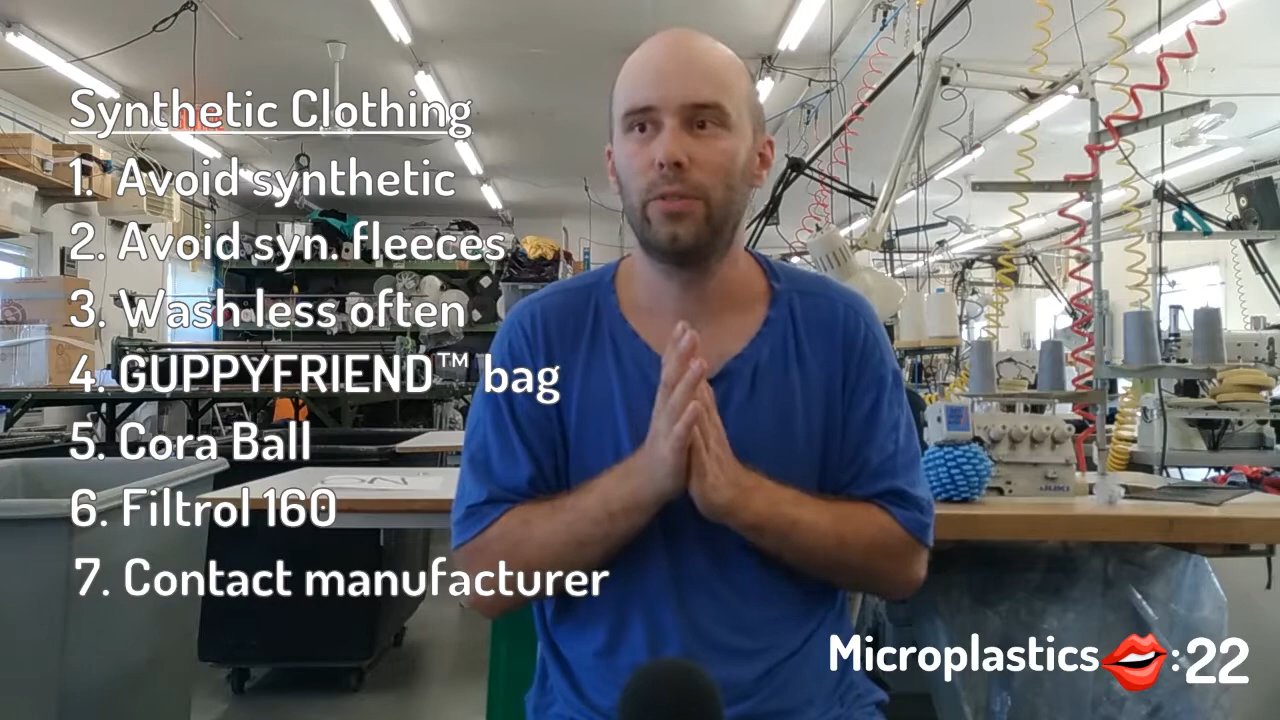 Synthetic Clothing
1. Avoid synthetic
2. Avoid syn. fleeces
3. Wash less often
4. GUPPYFRIEND™ bag
5. Cora Ball
6. Filtrol 160
7. Contact manufacturer
JUKI
Microplastics👄:22